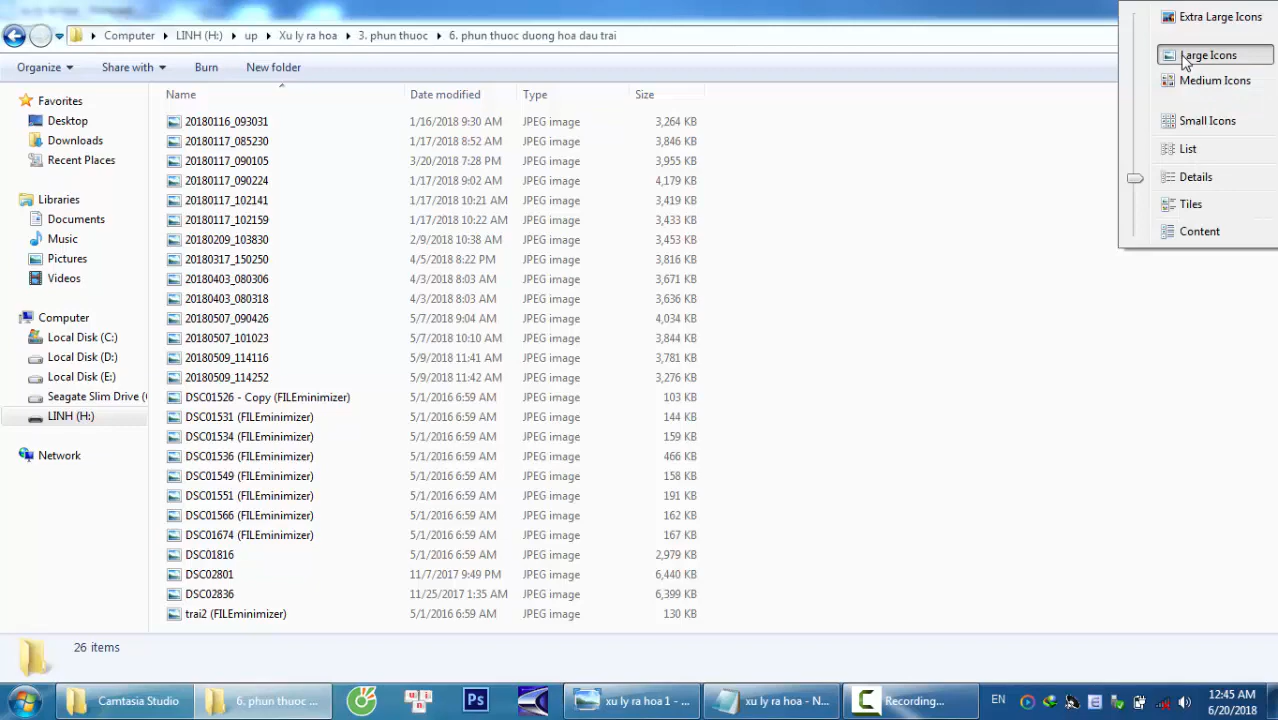 Computer LINH (H:) up Xu ly ra hoa 3. phun thuoc 6. phun thuoc duong hoa dau trai
Organize Share with Burn New folder
Name Date modified Type Size
20180116_093031 1/16/2018 9:30 AM JPEG image 3,264 KB
20180117_085230 1/17/2018 8:52 AM JPEG image 3,846 KB
20180117_090105 3/20/2018 7:28 PM JPEG image 3,955 KB
20180117_090224 1/17/2018 9:02 AM JPEG image 4,179 KB
20180117_102141 1/17/2018 10:21 AM JPEG image 3,419 KB
20180117_102159 1/17/2018 10:22 AM JPEG image 3,433 KB
20180209_103830 2/9/2018 10:38 AM JPEG image 3,453 KB
20180317_150250 4/5/2018 8:22 PM JPEG image 3,816 KB
20180403_080306 4/3/2018 8:03 AM JPEG image 3,671 KB
20180403_080318 4/3/2018 8:03 AM JPEG image 3,636 KB
20180507_090426 5/7/2018 9:04 AM JPEG image 4,034 KB
20180507_101023 5/7/2018 10:10 AM JPEG image 3,844 KB
20180509_114116 5/9/2018 11:41 AM JPEG image 3,781 KB
20180509_114252 5/9/2018 11:42 AM JPEG image 3,276 KB
DSC01526 - Copy (FILEminimizer) 5/1/2016 6:59 AM JPEG image 103 KB
DSC01531 (FILEminimizer) 5/1/2016 6:59 AM JPEG image 144 KB
DSC01534 (FILEminimizer) 5/1/2016 6:59 AM JPEG image 159 KB
DSC01536 (FILEminimizer) 5/1/2016 6:59 AM JPEG image 466 KB
DSC01549 (FILEminimizer) 5/1/2016 6:59 AM JPEG image 158 KB
DSC01551 (FILEminimizer) 5/1/2016 6:59 AM JPEG image 191 KB
DSC01566 (FILEminimizer) 5/1/2016 6:59 AM JPEG image 162 KB
DSC01674 (FILEminimizer) 5/1/2016 6:59 AM JPEG image 167 KB
DSC01816 5/1/2016 6:59 AM JPEG image 2,979 KB
DSC02801 11/7/2017 9:49 PM JPEG image 6,440 KB
DSC02836 11/25/2017 1:35 AM JPEG image 6,399 KB
trai2 (FILEminimizer) 5/1/2016 6:59 AM JPEG image 130 KB
Favorites
Desktop
Downloads
Recent Places
Libraries
Documents
Music
Pictures
Videos
Computer
Local Disk (C:)
Local Disk (D:)
Local Disk (E:)
Seagate Slim Drive (
LINH (H:)
Network
Extra Large Icons
Large Icons
Medium Icons
Small Icons
List
Details
Tiles
Content
26 items
Camtasia Studio
6. phun thuoc ...
Ps
xu ly ra hoa 1 - ...
xu ly ra hoa - N...
Recording...
EN
12:45 AM
6/20/2018